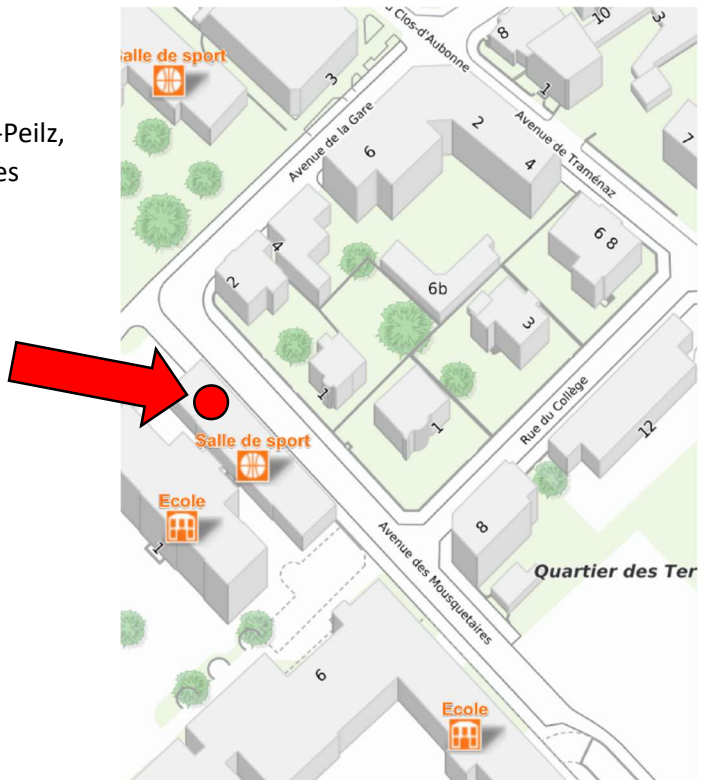 -Peilz,
es
Clos-d'Aubonne
Salle de sport
3
8
10
3
1
7
Avenue de la Gare
6
2
4
Avenue de Traménaz
6 8
4
2
6b
3
1
1
Rue du Collège
12
Salle de sport
Ecole
1
8
Avenue des Mousquetaires
Quartier des Ter
6
Ecole